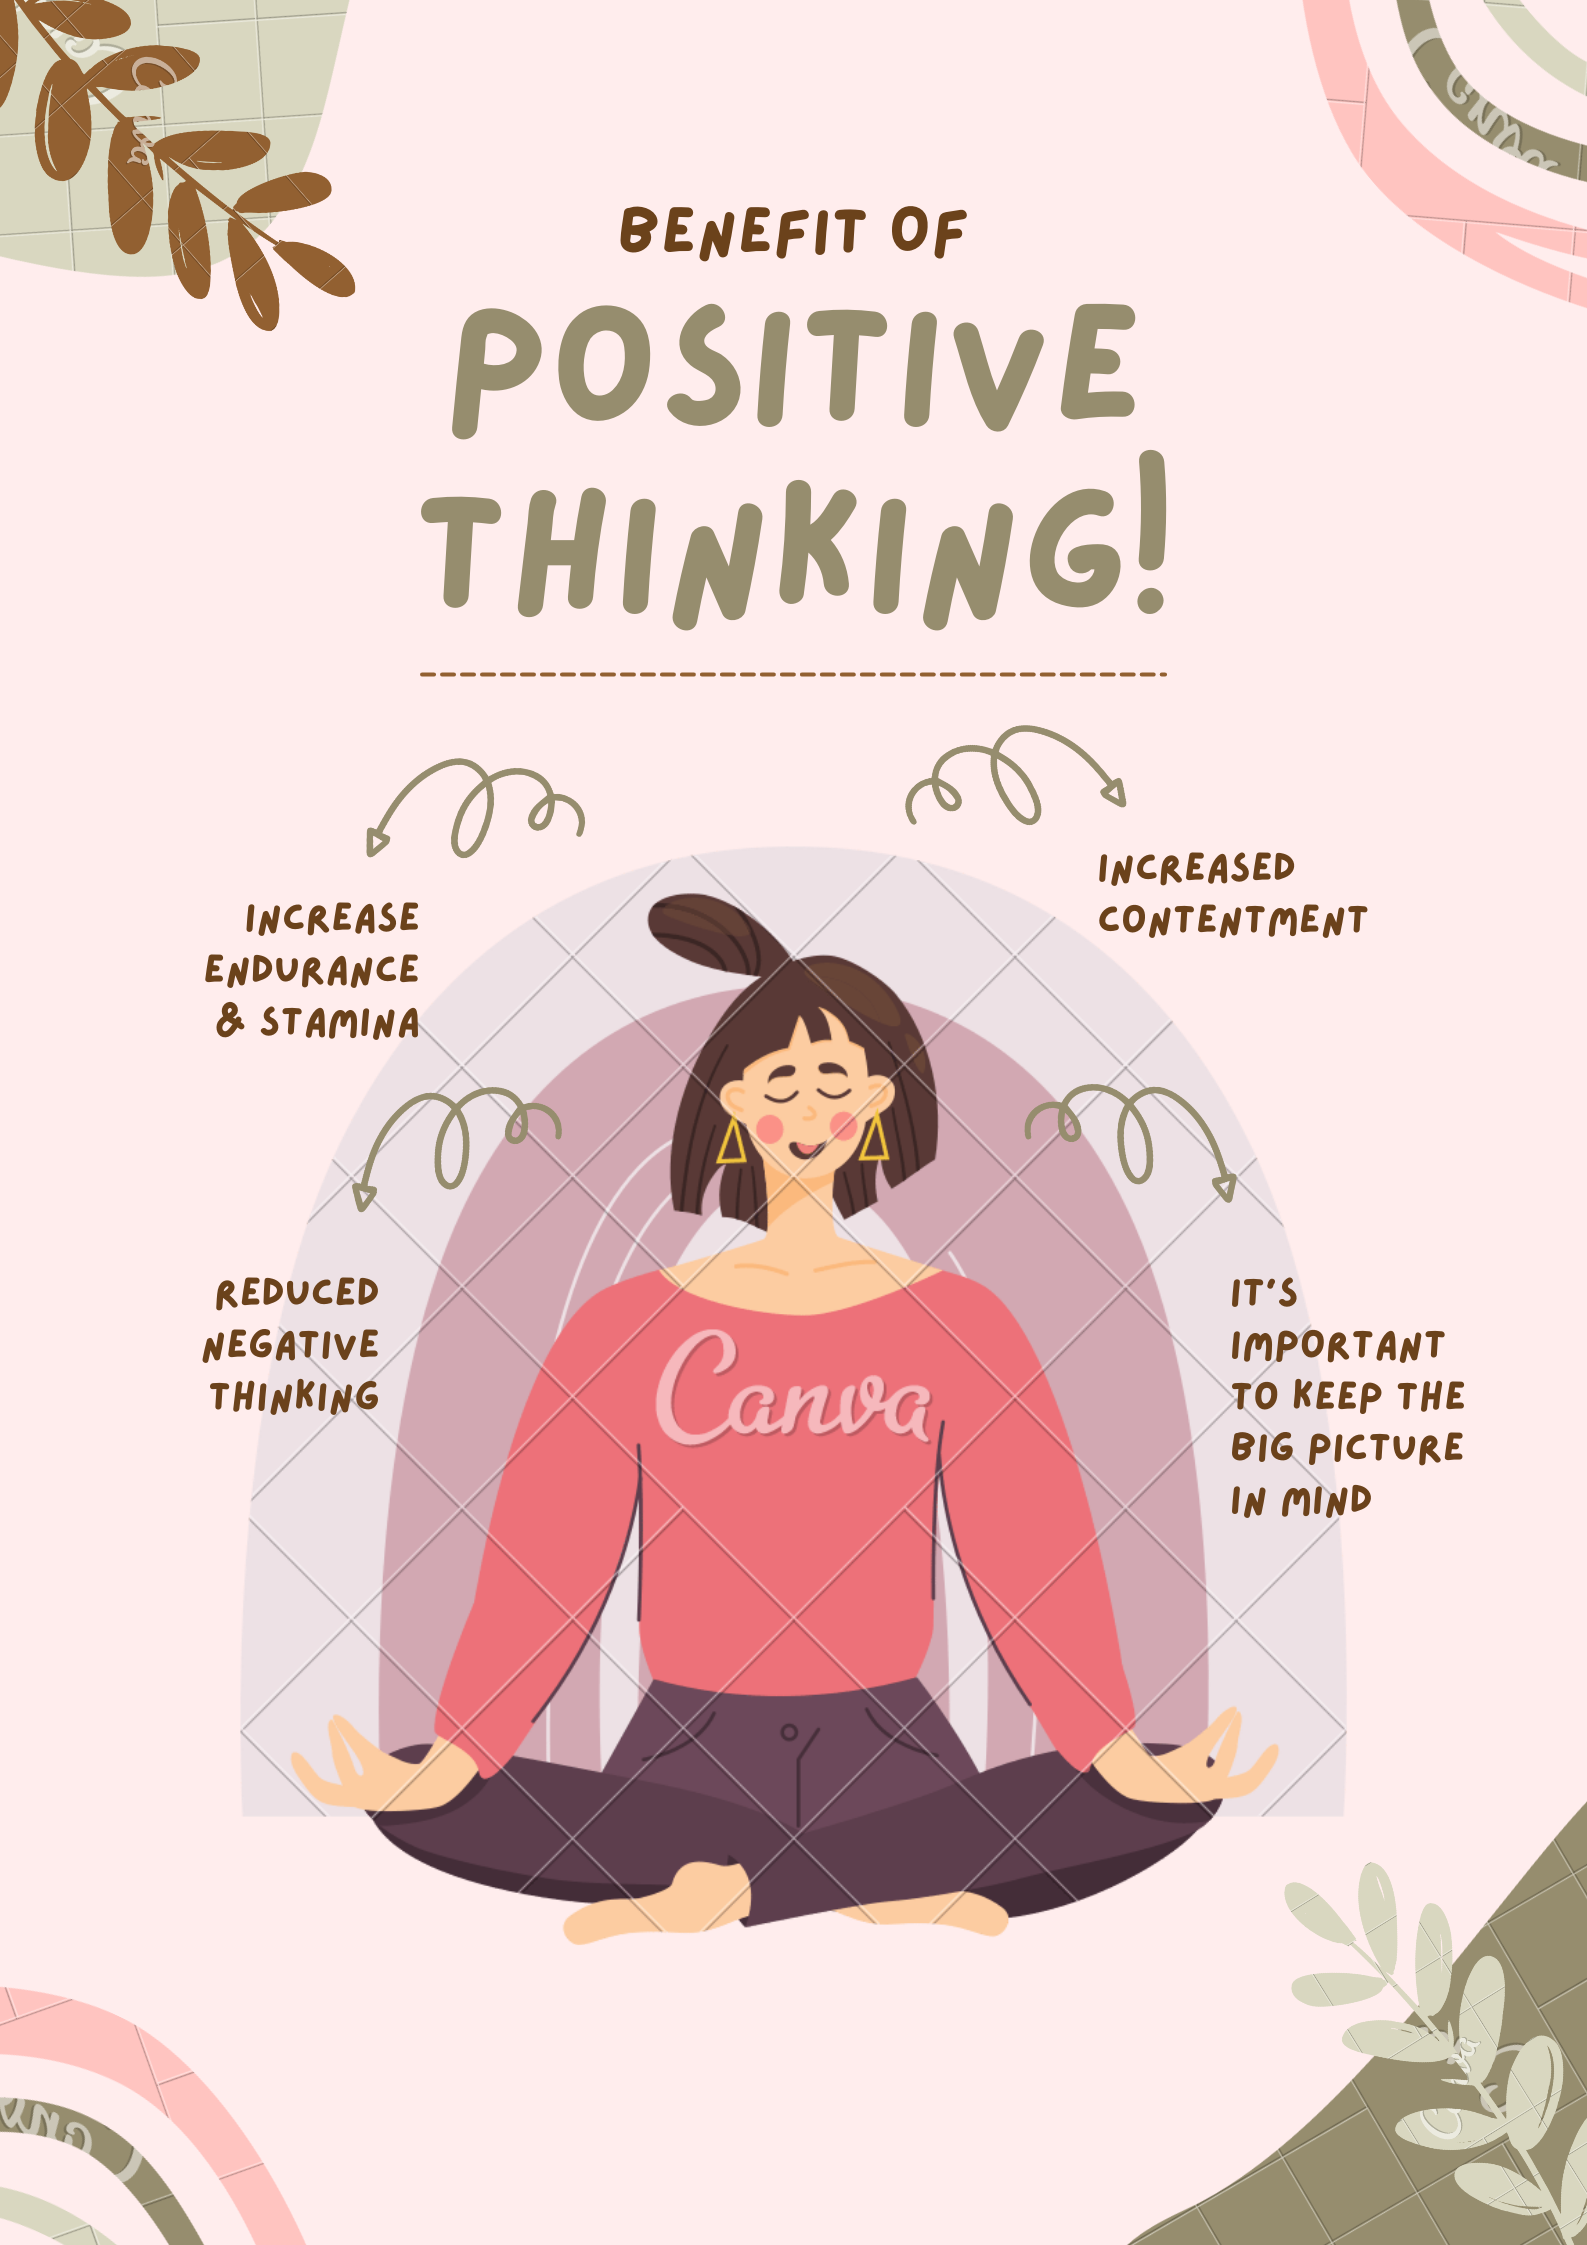 BENEFIT OF
POSITIVE
THINKING!
INCREASE
ENDURANCE
& STAMINA
INCREASED
CONTENTMENT
REDUCED
NEGATIVE
THINKING
IT'S
IMPORTANT
TO KEEP THE
BIG PICTURE
IN MIND
Canva